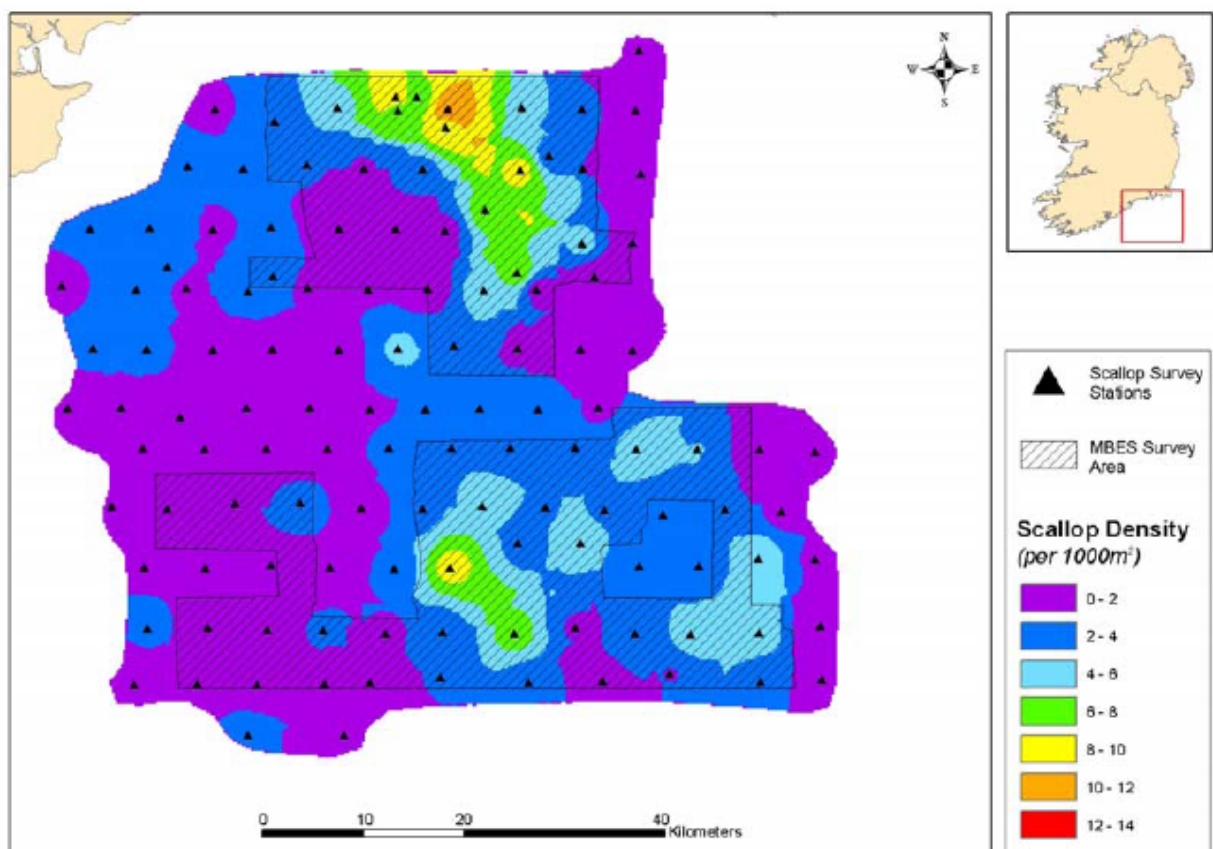 N
W E
S
Scallop Survey
Stations
MBES Survey
Area
Scallop Density
(per 1000m²)
0 - 2
2 - 4
4 - 6
6 - 8
8 - 10
10 - 12
12 - 14
0 10 20 40
Kilometers